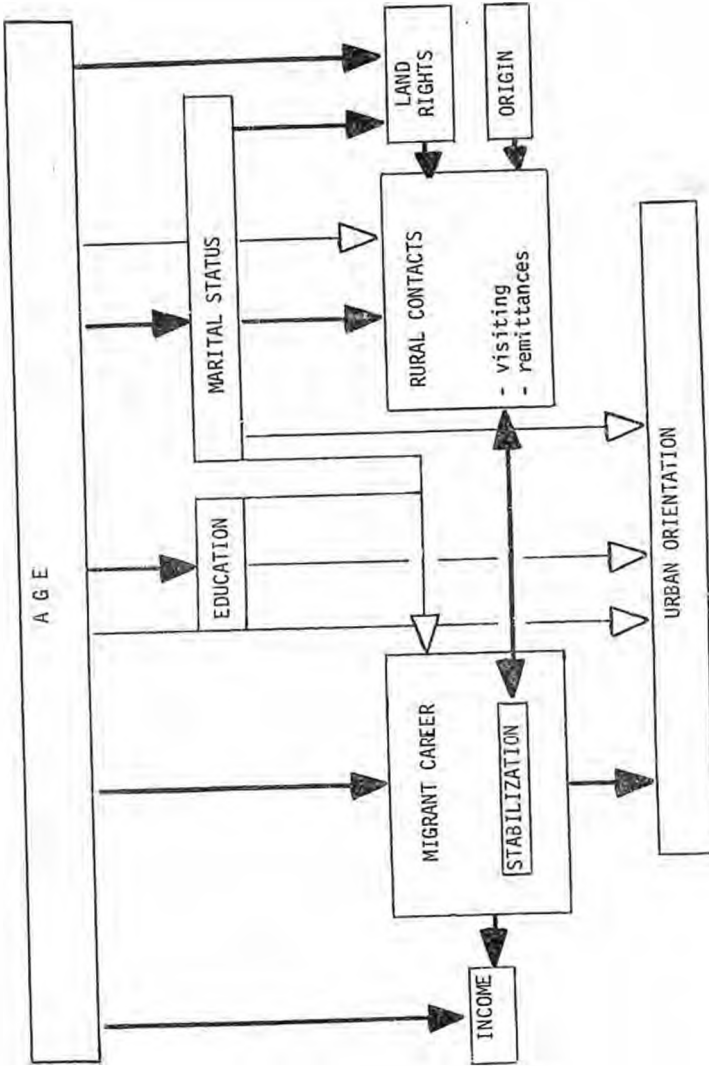 A G E
MARITAL STATUS
EDUCATION
LAND
RIGHTS
ORIGIN
RURAL CONTACTS
- visiting
- remittances
MIGRANT CAREER
STABILIZATION
INCOME
URBAN ORIENTATION